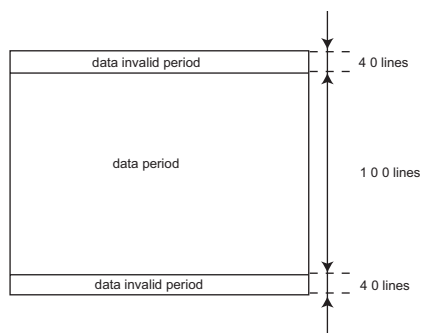 data invalid period
4 0 lines
data period
1 0 0 lines
data invalid period
4 0 lines